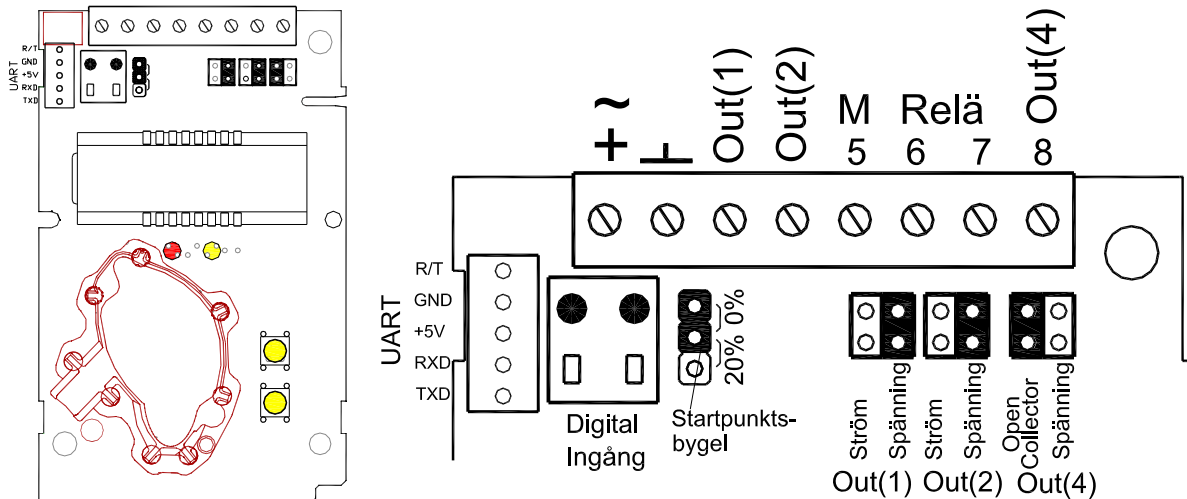 R/T
GND
+5V
RXD
TXD
UART
+ ~
Out(1)
Out(2)
M
Relä
Out(4)
5 6 7 8
R/T
GND
+5V
RXD
TXD
UART
Digital
Ingång
0%
20%
Startpunkts-
bygel
Ström
Spänning
Out(1)
Ström
Spänning
Out(2)
Open
Collector
Spänning
Out(4)